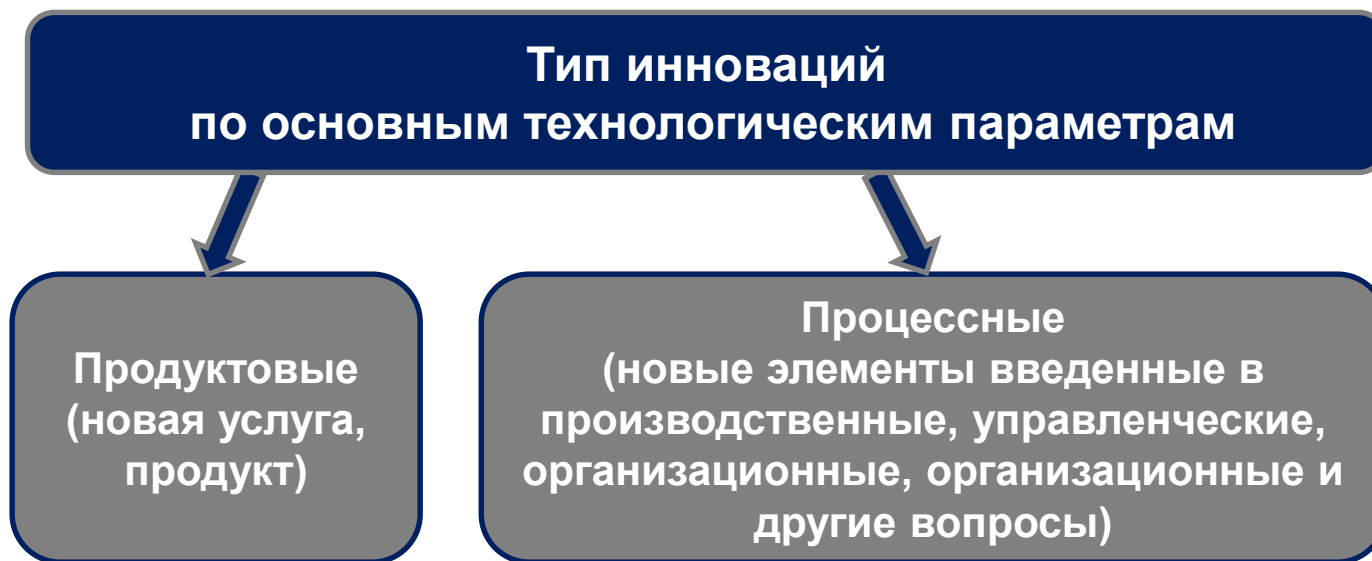 Тип инноваций
по основным технологическим параметрам
Продуктовые
(новая услуга,
продукт)
Процессные
(новые элементы введенные в
производственные, управленческие,
организационные, организационные и
другие вопросы)